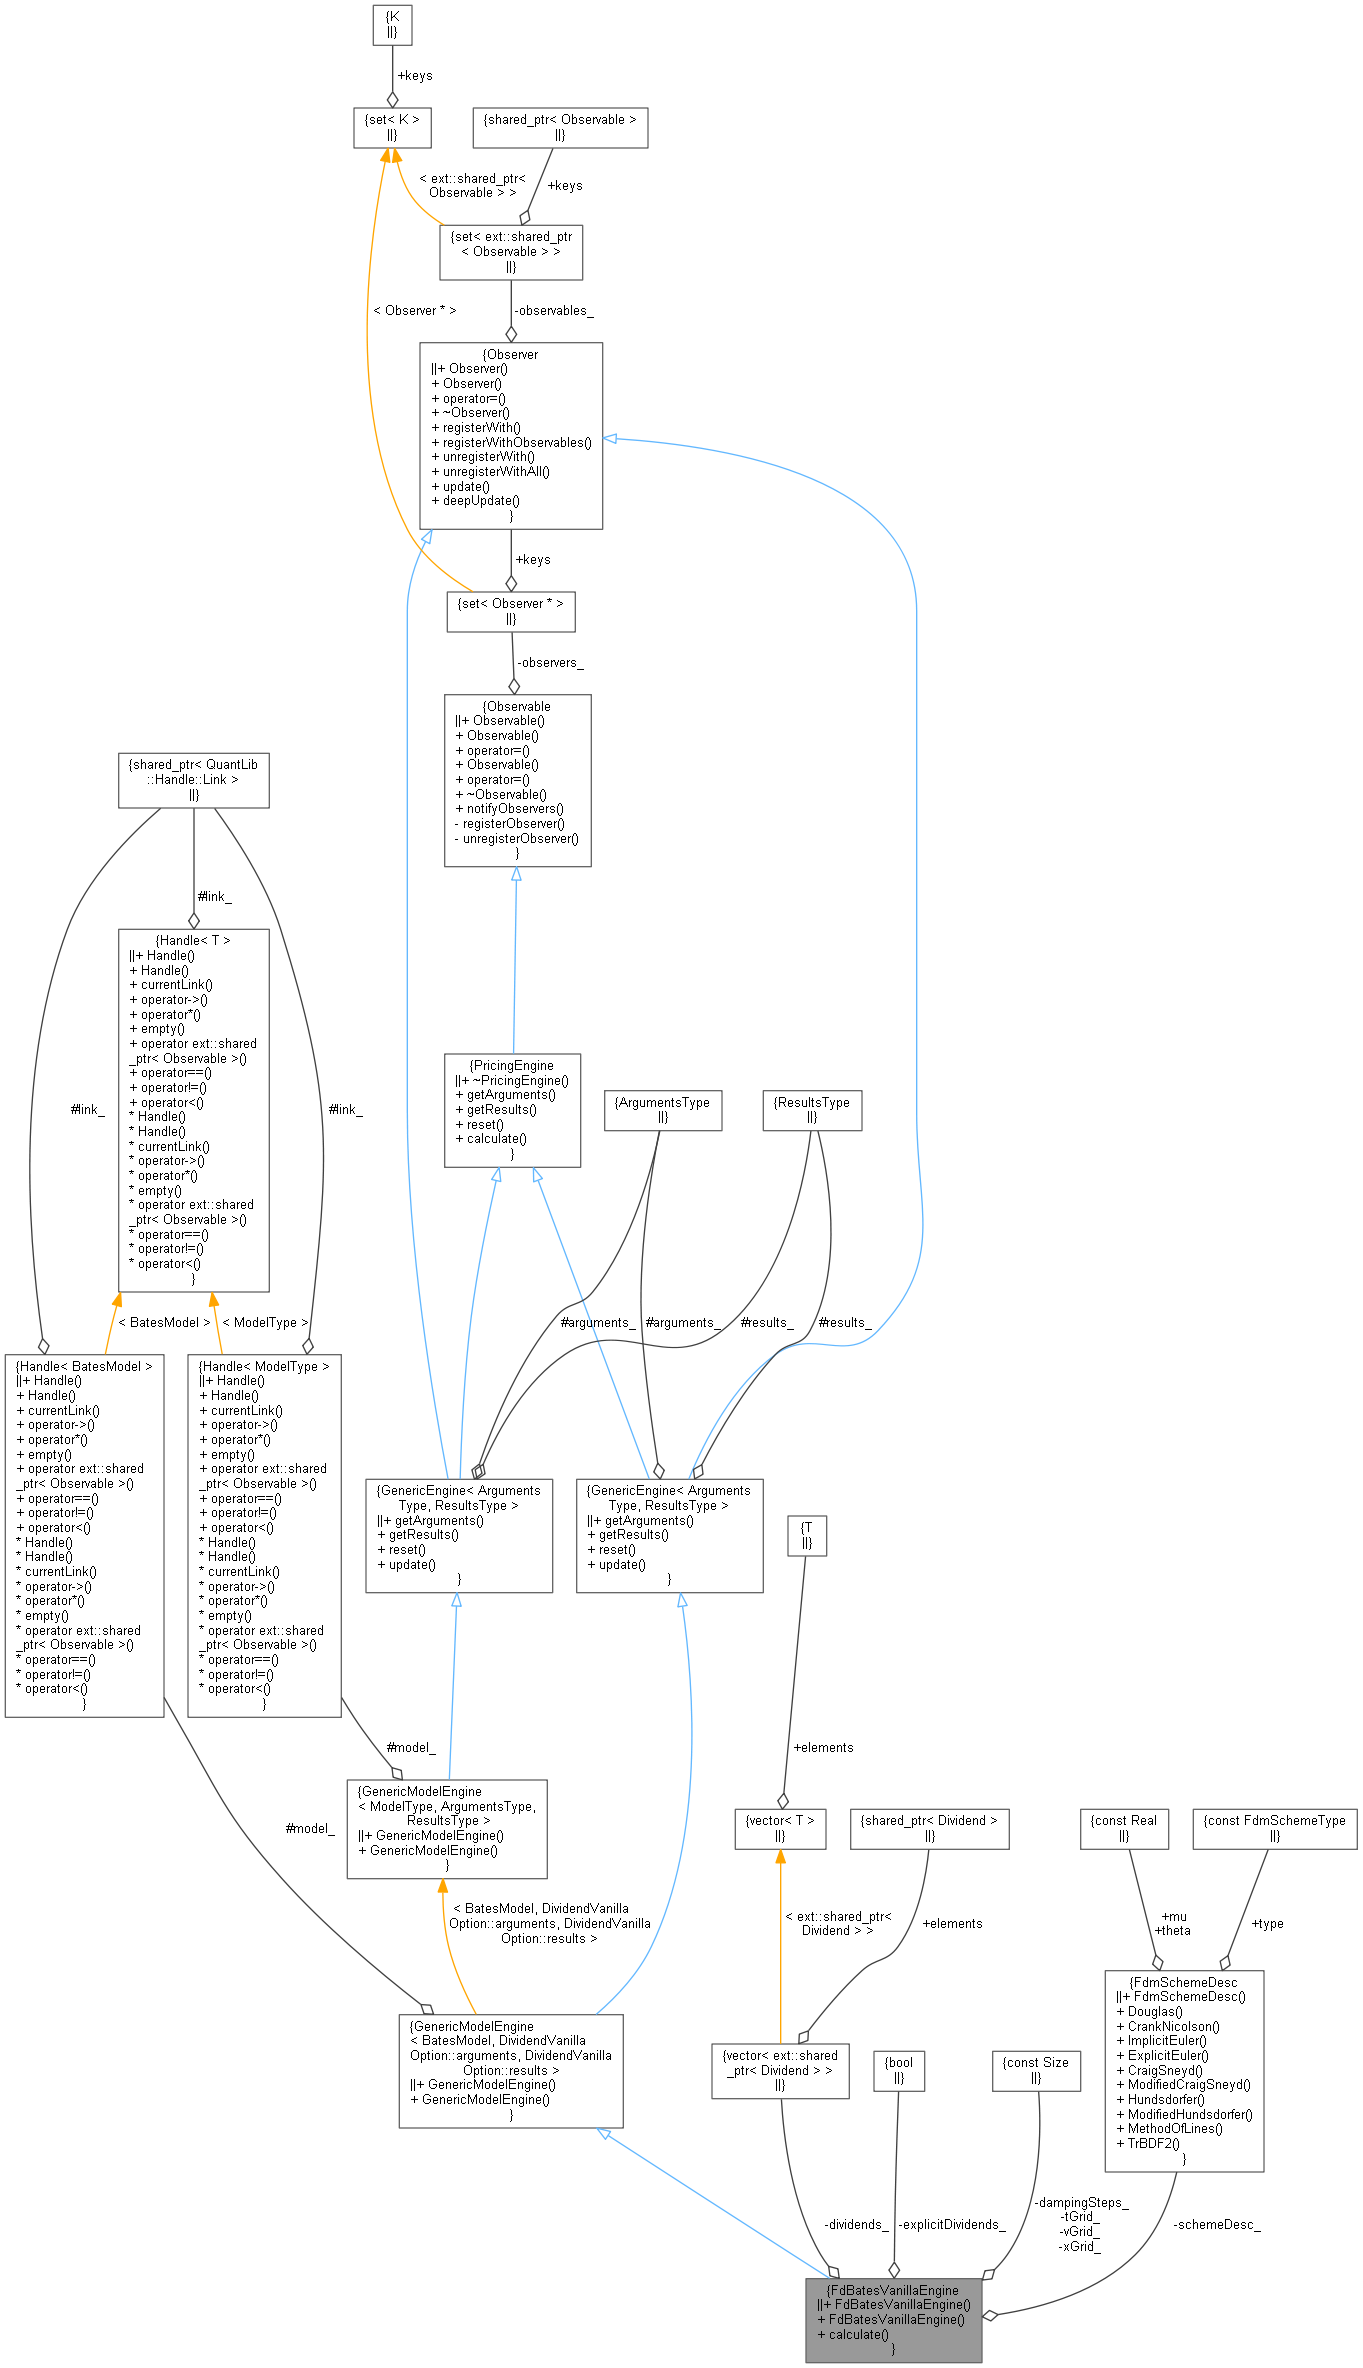 {K
||}
+keys
{set< K >
||}
{shared_ptr< Observable >
||}
< ext::shared_ptr<
Observable > >
+keys
{set< ext::shared_ptr
< Observable > >
||}
< Observer * >
-observables_
{Observer
||+ Observer()
+ Observer()
+ operator=()
+ ~Observer()
+ registerWith()
+ registerWithObservables()
+ unregisterWith()
+ unregisterWithAll()
+ update()
+ deepUpdate()
}
+keys
{set< Observer * >
||}
-observers_
{Observable
||+ Observable()
+ Observable()
+ operator=()
+ Observable()
+ operator=()
+ ~Observable()
+ notifyObservers()
- registerObserver()
- unregisterObserver()
}
{shared_ptr< QuantLib
::Handle::Link >
||}
#link_
{Handle< T >
||+ Handle()
+ Handle()
+ currentLink()
+ operator->()
+ operator*()
+ empty()
+ operator ext::shared
_ptr< Observable >()
+ operator==()
+ operator!=()
+ operator<()
* Handle()
* Handle()
* currentLink()
* operator->()
* operator*()
* empty()
* operator ext::shared
_ptr< Observable >()
* operator==()
* operator!=()
* operator<()
}
#link_
#link_
{PricingEngine
||+ ~PricingEngine()
+ getArguments()
+ getResults()
+ reset()
+ calculate()
}
{ArgumentsType
||}
{ResultsType
||}
< BatesModel >
< ModelType >
#arguments_
#arguments_
#results_
#results_
{Handle< BatesModel >
||+ Handle()
+ Handle()
+ currentLink()
+ operator->()
+ operator*()
+ empty()
+ operator ext::shared
_ptr< Observable >()
+ operator==()
+ operator!=()
+ operator<()
* Handle()
* Handle()
* currentLink()
* operator->()
* operator*()
* empty()
* operator ext::shared
_ptr< Observable >()
* operator==()
* operator!=()
* operator<()
}
{Handle< ModelType >
||+ Handle()
+ Handle()
+ currentLink()
+ operator->()
+ operator*()
+ empty()
+ operator ext::shared
_ptr< Observable >()
+ operator==()
+ operator!=()
+ operator<()
* Handle()
* Handle()
* currentLink()
* operator->()
* operator*()
* empty()
* operator ext::shared
_ptr< Observable >()
* operator==()
* operator!=()
* operator<()
}
{GenericEngine< Arguments
Type, ResultsType >
||+ getArguments()
+ getResults()
+ reset()
+ update()
}
{GenericEngine< Arguments
Type, ResultsType >
||+ getArguments()
+ getResults()
+ reset()
+ update()
}
{T
||}
#model_
+elements
{GenericModelEngine
< ModelType, ArgumentsType,
ResultsType >
||+ GenericModelEngine()
+ GenericModelEngine()
}
#model_
{vector< T >
||}
{shared_ptr< Dividend >
||}
{const Real
||}
{const FdmSchemeType
||}
< BatesModel, DividendVanilla
Option::arguments, DividendVanilla
Option::results >
< ext::shared_ptr<
Dividend > >
+elements
+mu
+theta
+type
{GenericModelEngine
< BatesModel, DividendVanilla
Option::arguments, DividendVanilla
Option::results >
||+ GenericModelEngine()
+ GenericModelEngine()
}
{vector< ext::shared
_ptr< Dividend > >
||}
{bool
||}
{const Size
||}
{FdmSchemeDesc
||+ FdmSchemeDesc()
+ Douglas()
+ CrankNicolson()
+ ImplicitEuler()
+ ExplicitEuler()
+ CraigSneyd()
+ ModifiedCraigSneyd()
+ Hundsdorfer()
+ ModifiedHundsdorfer()
+ MethodOfLines()
+ TrBDF2()
}
-dividends_
-explicitDividends_
-dampingSteps_
-tGrid_
-vGrid_
-xGrid_
-schemeDesc_
{FdBatesVanillaEngine
||+ FdBatesVanillaEngine()
+ FdBatesVanillaEngine()
+ calculate()
}